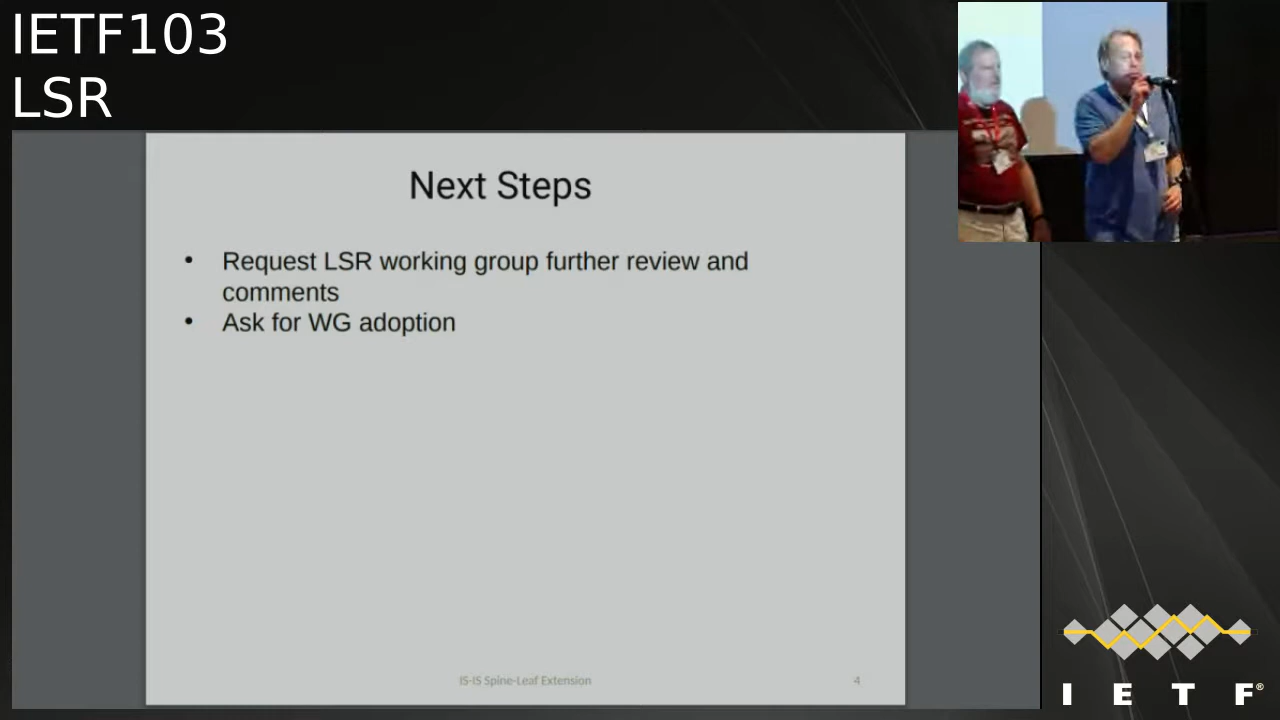 IETF103
LSR
Next Steps
• Request LSR working group further review and
comments
• Ask for WG adoption
IS-IS Spine-Leaf Extension
4
I E T F®